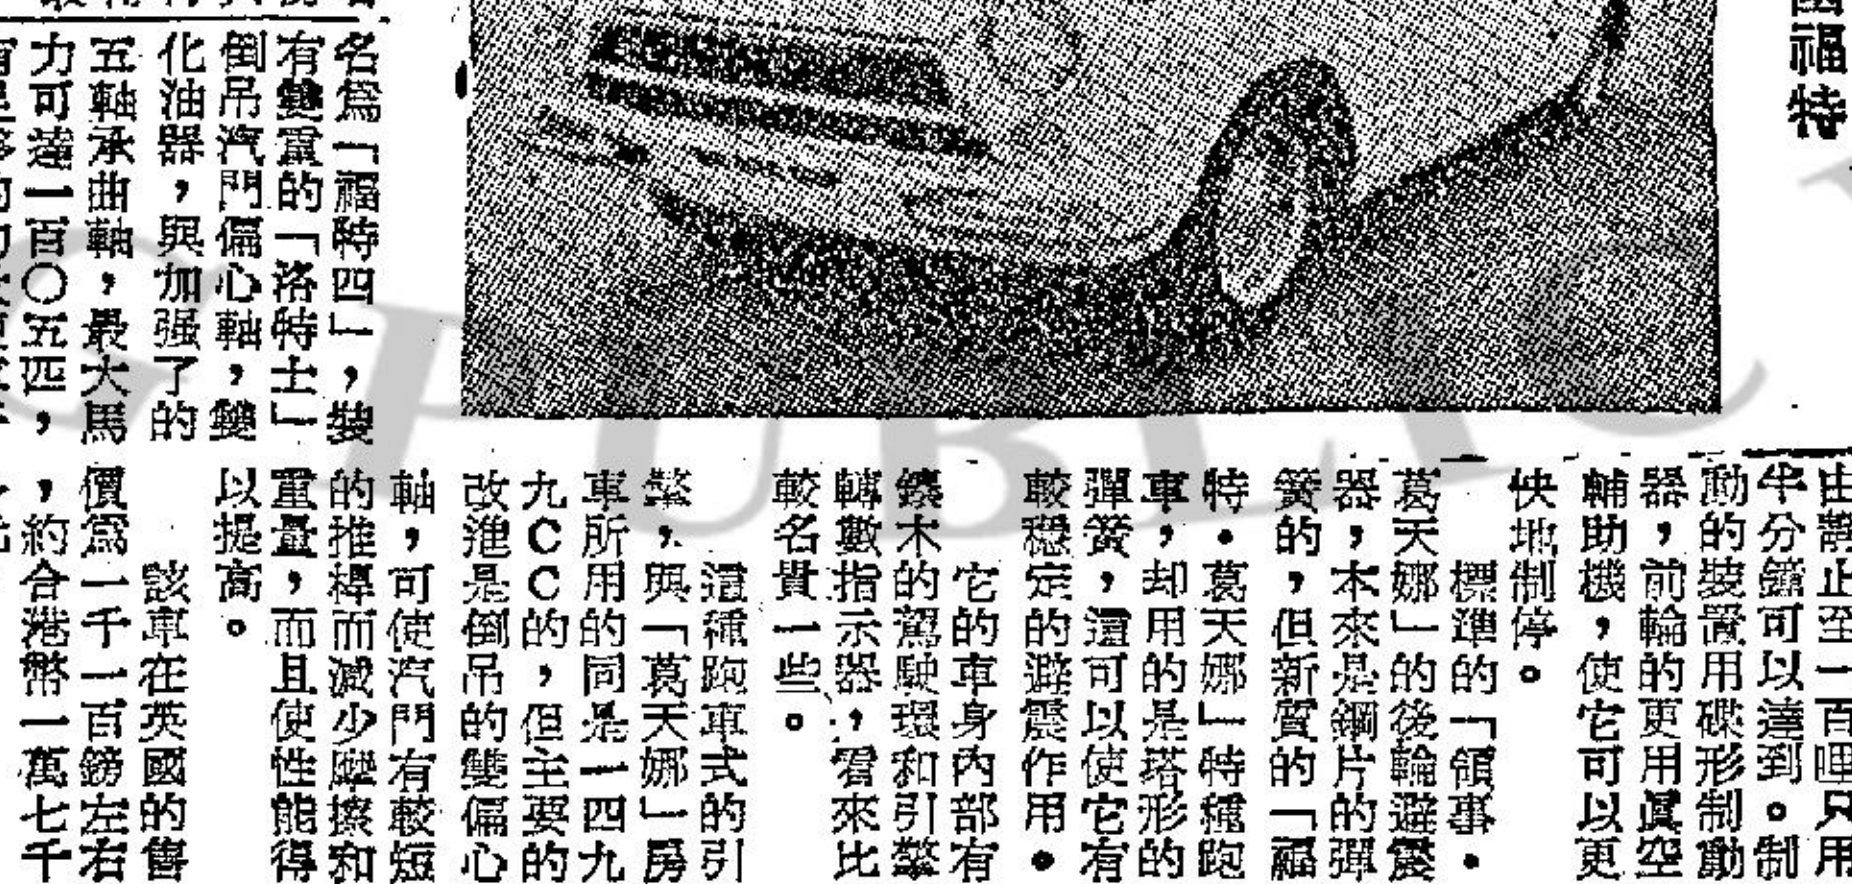 福特
名爲「福特四」，裝
有雙重的「洛特士」
倒吊汽門偏心軸，雙
化油器，與加强了的
五軸承曲軸，最大馬
力可達一百〇五匹，
由靜止至一百哩只用
半分鐘可以達到。制
動的裝置用碟形制動
器，前輪的更用眞空
輔助機，使它可以更
快地制停。
標準的「領事·
葛天娜」的後輪避震
器，本來是鋼片的彈
簧的，但新質的「福
特·葛天娜」特種跑
車，却用的是塔形的
彈簧，這可以使它有
較穩定的避震作用。
它的車身內部有
鑲木的駕駛環和引擎
轉數指示器，看來比
較名貴一些。
這種跑車式的引
擎，與「葛天娜」房
車所用的同是一四九
九CC的，但主要的
改進是倒吊的雙偏心
軸，可使汽門有較短
的推桿而減少摩擦和
重量，而且使性能得
以提高。
該車在英國的售
價爲一千一百鎊左右
，約合港幣一萬七千
G PUBLIC